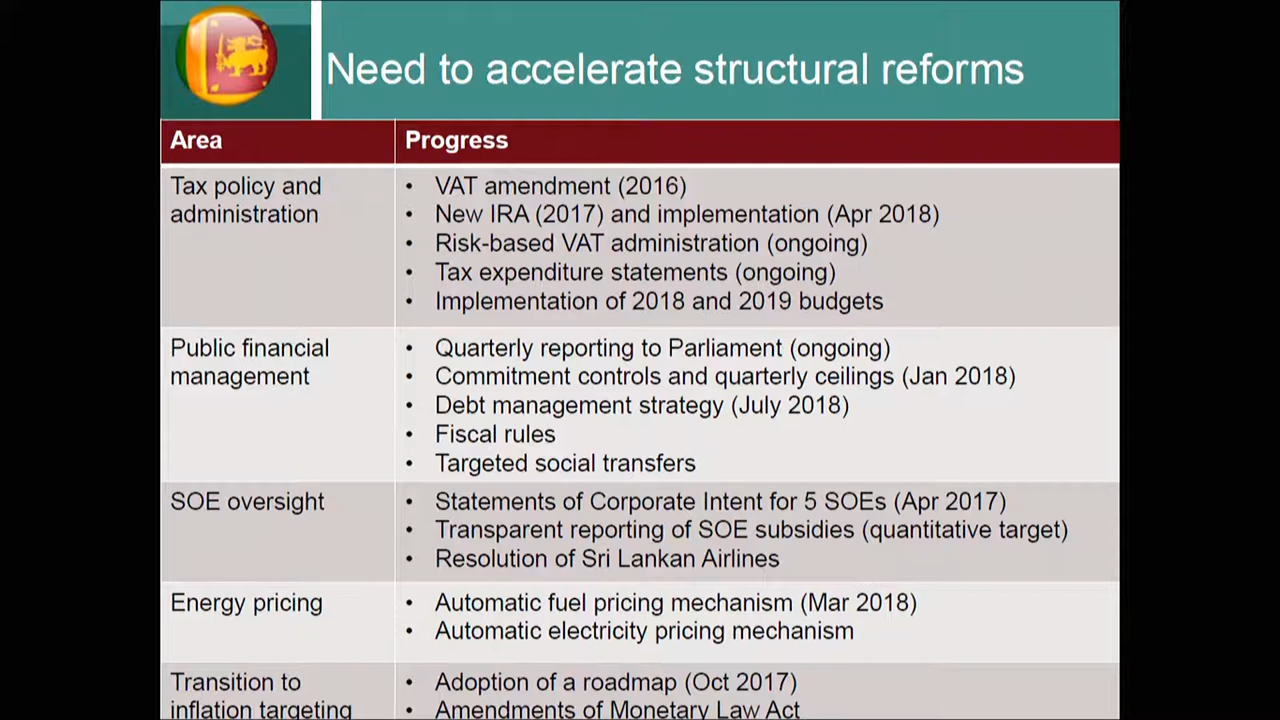 Need to accelerate structural reforms
Area
Progress
Tax policy and
administration
• VAT amendment (2016)
• New IRA (2017) and implementation (Apr 2018)
• Risk-based VAT administration (ongoing)
• Tax expenditure statements (ongoing)
• Implementation of 2018 and 2019 budgets
Public financial
management
• Quarterly reporting to Parliament (ongoing)
• Commitment controls and quarterly ceilings (Jan 2018)
• Debt management strategy (July 2018)
• Fiscal rules
• Targeted social transfers
SOE oversight
• Statements of Corporate Intent for 5 SOEs (Apr 2017)
• Transparent reporting of SOE subsidies (quantitative target)
• Resolution of Sri Lankan Airlines
Energy pricing
• Automatic fuel pricing mechanism (Mar 2018)
• Automatic electricity pricing mechanism
Transition to
inflation targeting
• Adoption of a roadmap (Oct 2017)
• Amendments of Monetary Law Act